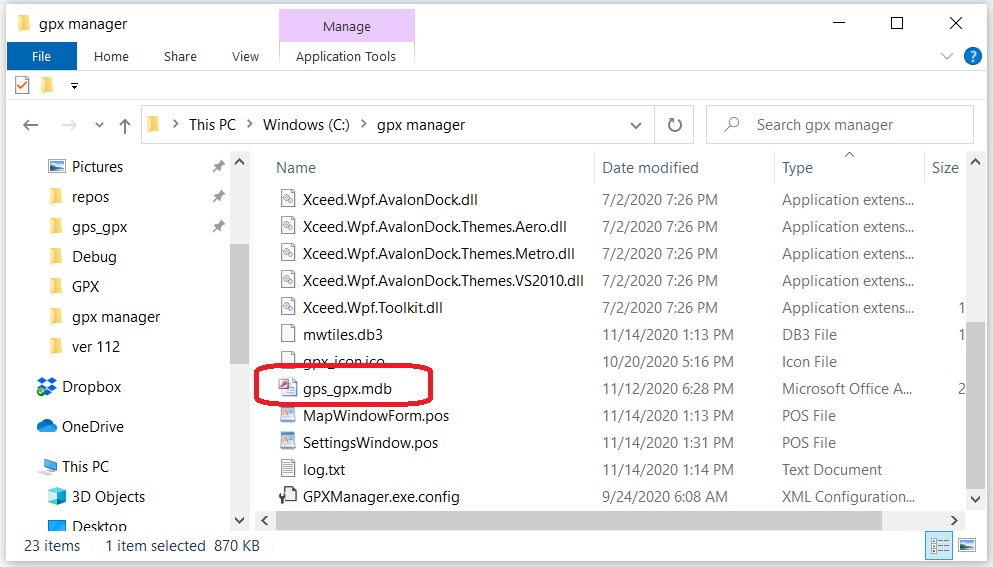 gpx manager
Manage
File Home Share View Application Tools
?
This PC > Windows (C:) > gpx manager
Search gpx manager
Name Date modified Type Size
Pictures
repos
gps_gpx
Debug
GPX
gpx manager
ver 112
Dropbox
OneDrive
This PC
3D Objects
Desktop
Xceed.Wpf.AvalonDock.dll 7/2/2020 7:26 PM Application extens...
Xceed.Wpf.AvalonDock.Themes.Aero.dll 7/2/2020 7:26 PM Application extens...
Xceed.Wpf.AvalonDock.Themes.Metro.dll 7/2/2020 7:26 PM Application extens...
Xceed.Wpf.AvalonDock.Themes.VS2010.dll 7/2/2020 7:26 PM Application extens...
Xceed.Wpf.Toolkit.dll 7/2/2020 7:26 PM Application extens... 1
mwtiles.db3 11/14/2020 1:13 PM DB3 File 1
gpx_icon.ico 10/20/2020 5:16 PM Icon File
gps_gpx.mdb 11/12/2020 6:28 PM Microsoft Office A... 2
MapWindowForm.pos 11/14/2020 1:13 PM POS File
SettingsWindow.pos 11/14/2020 1:31 PM POS File
log.txt 11/14/2020 1:14 PM Text Document
GPXManager.exe.config 9/24/2020 6:08 AM XML Configuration...
23 items 1 item selected 870 KB